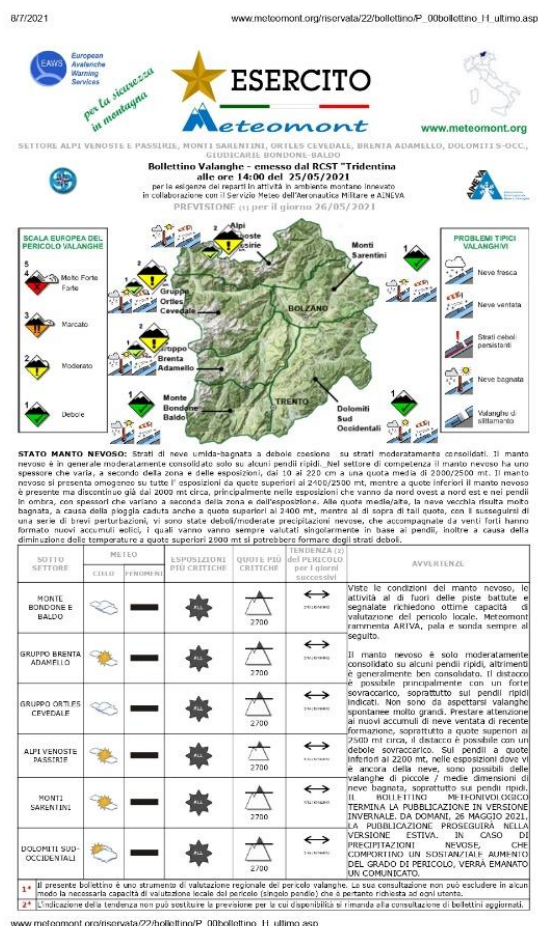 8/7/2021
www.meteomont.org/riservata/22/bollettino/P_00bollettino_H_ultimo.asp
EAWS
European
Avalanche
Warning
Services
per la sicurezza
in montagna
ESERCITO
Meteomont
www.meteomont.org
SETTORE ALPI VENOSTE E PASSIRIE, MONTI SARENTINI, ORTLES CEVEDALE, BRENTA ADAMELLO, DOLOMITI S-OCC.,
GIUDICARIE BONDONE-BALDO
Bollettino Valanghe - emesso dal RCST "Tridentina
alle ore 14:00 del 25/05/2021
per le esigenze dei reparti in attività in ambiente montano innevato
in collaborazione con il Servizio Meteo dell'Aeronautica Militare e AINEVA
PREVISIONE (1) per il giorno 26/05/2021
AINEVA
SCALA EUROPEA DEL
PERICOLO VALANGHE
5
4
Molto Forte
Forte
3
Marcato
2
Moderato
1
Debole
Alpi
Passirie
Monti
Sarentini
Gruppo
Ortles
Cevedale
BOLZANO
Gruppo
Brenta
Adamello
Monte
Bondone
Baldo
TRENTO
Dolomiti
Sud
Occidentali
PROBLEMI TIPICI
VALANGHIVI
Neve fresca
Neve ventata
Strati deboli
persistenti
Neve bagnata
Valanghe di
slittamento
STATO MANTO NEVOSO: Strati di neve umida-bagnata a debole coesione su strati moderatamente consolidati. Il manto
nevoso è in generale moderatamente consolidato solo su alcuni pendii ripidi. Nel settore di competenza il manto nevoso ha uno
spessore che varia, a secondo della zona e delle esposizioni, dai 10 ai 220 cm a una quota media di 2000/2500 mt. Il manto
nevoso si presenta omogeneo su tutte l' esposizioni da quote superiori ai 2400/2500 mt, mentre a quote inferiori il manto nevoso
è presente ma discontinuo già dai 2000 mt circa, principalmente nelle esposizioni che vanno da nord ovest a nord est e nei pendii
in ombra, con spessori che variano a seconda della zona e dell'esposizione. Alle quote medie/alte, la neve vecchia risulta molto
bagnata, a causa della pioggia caduta anche a quote superiori ai 2400 mt, mentre al di sopra di tali quote, con il susseguirsi di
una serie di brevi perturbazioni, vi sono state deboli/moderate precipitazioni nevose, che accompagnate da venti forti hanno
formato nuovi accumuli eolici, i quali vanno vanno sempre valutati singolarmente in base ai pendii, inoltre a causa della
diminuzione delle temperature a quote superiori 2900 mt si potrebbero formare degli strati deboli.
SOTTO
SETTORE
METEO
CIELO
FENOMENI
ESPOSIZIONI
PIÙ CRITICHE
QUOTE PIÙ
CRITICHE
TENDENZA (2)
del PERICOLO
per i giorni
successivi
AVVERTENZE
MONTE
BONDONE E
BALDO
ALL
2700
GRUPPO BRENTA
ADAMELLO
ALL
2700
GRUPPO ORTLES
CEVEDALE
ALL
2700
ALPI VENOSTE
PASSIRIE
ALL
2700
MONTI
SARENTINI
ALL
2700
DOLOMITI SUD-
OCCIDENTALI
ALL
2700
Viste le condizioni del manto nevoso, le
attività al di fuori delle piste battute e
segnalate richiedono ottime capacità di
valutazione del pericolo locale. Meteomont
rammenta ARTVA, pala e sonda sempre al
seguito.
Il manto nevoso è solo moderatamente
consolidato su alcuni pendii ripidi, altrimenti
è generalmente ben consolidato. Il distacco
è possibile principalmente con un forte
sovraccarico, soprattutto sui pendii ripidi
indicati. Non sono da aspettarsi valanghe
spontanee molto grandi. Prestare attenzione
ai nuovi accumuli di neve ventata di recente
formazione, soprattutto a quote superiori ai
2500 mt circa, il distacco è possibile con un
debole sovraccarico. Sui pendii a quote
inferiori ai 2200 mt, nelle esposizioni dove vi
è ancora della neve, sono possibili delle
valanghe di piccole / medie dimensioni di
neve bagnata, soprattutto sui pendii ripidi.
IL BOLLETTINO METEONIVOLOGICO
TERMINA LA PUBBLICAZIONE IN VERSIONE
INVERNALE. DA DOMANI, 26 MAGGIO 2021,
LA PUBBLICAZIONE PROSEGUIRÀ NELLA
VERSIONE ESTIVA. IN CASO DI
PRECIPITAZIONI NEVOSE, CHE
COMPORTINO UN SOSTANZIALE AUMENTO
DEL GRADO DI PERICOLO, VERRÀ EMANATO
UN COMUNICATO.
1* Il presente bollettino è uno strumento di valutazione regionale del pericolo valanghe. La sua consultazione non può escludere in alcun
modo la necessaria capacità di valutazione locale del pericolo (singolo pendio) che è pertanto richiesta ad ogni utente.
2* L'indicazione della tendenza non può sostituire la previsione per la cui disponibilità si rimanda alla consultazione di bollettini aggiornati.
www.meteomont.org/riservata/22/bollettino/P_00bollettino_H_ultimo.asp